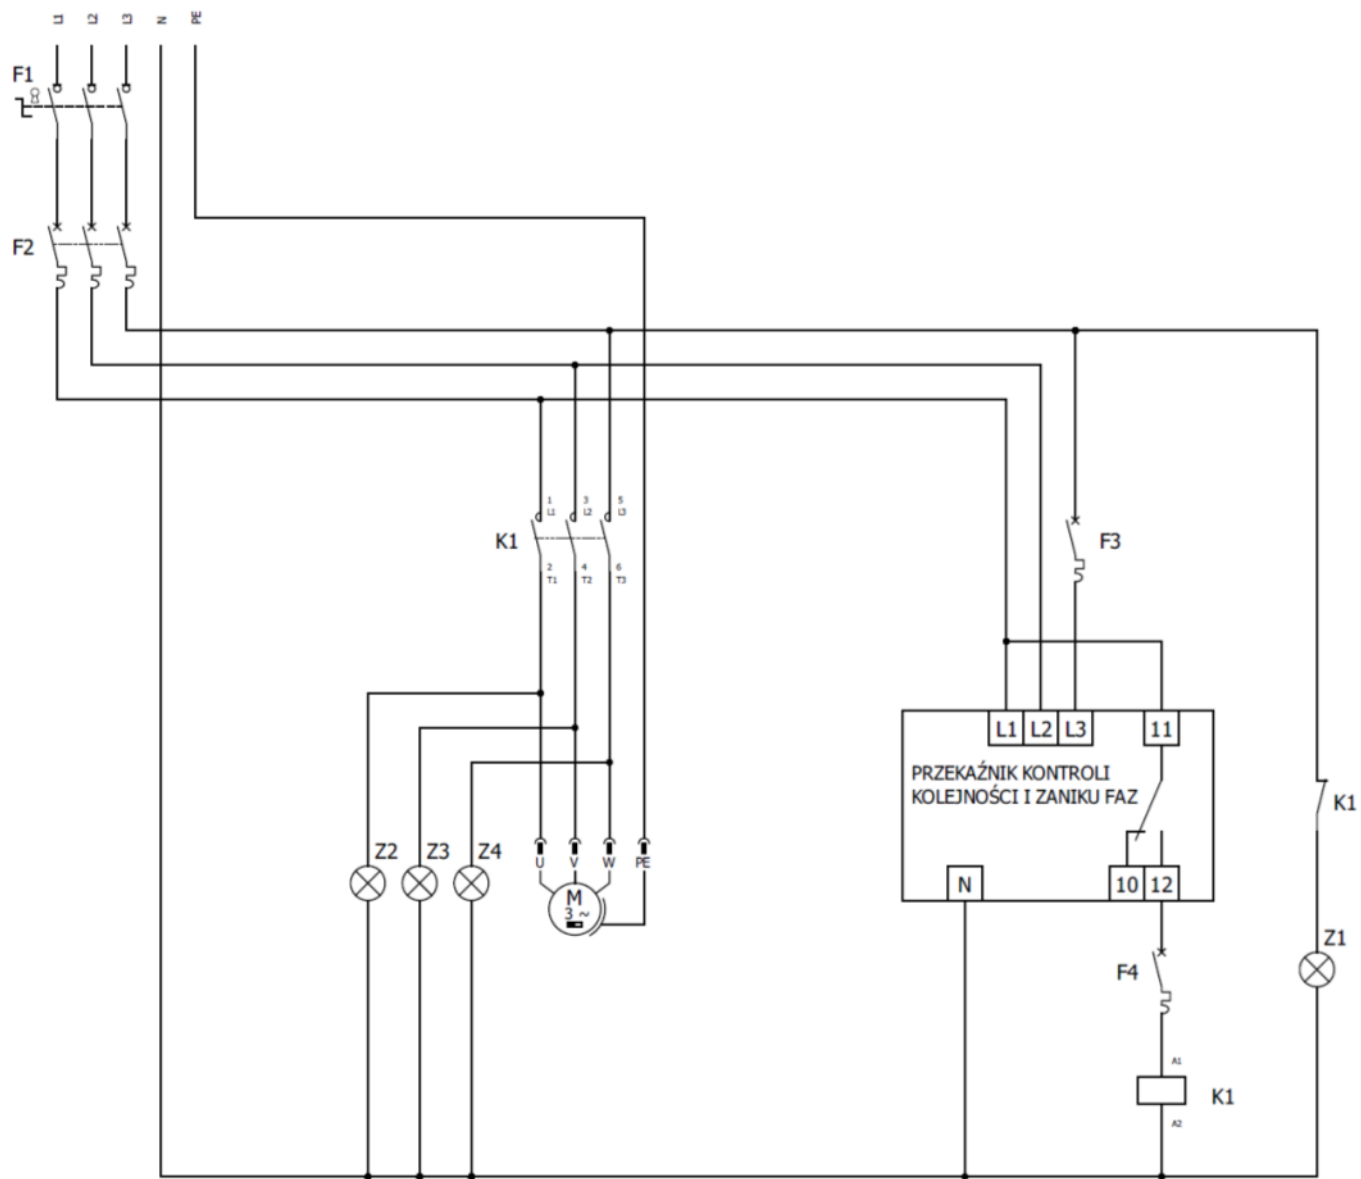 L1 L2 L3 N PE
F1
F2
1 3 5
L1 L2 L3
K1
F3
2 4 6
T1 T2 T3
L1 L2 L3 11
PRZEKAŹNIK KONTROLI
KOLEJNOŚCI I ZANIKU FAZ
K1
Z2 Z3 Z4
U V W PE
N 10 12
M
3 ~
Z1
F4
A1
K1
A2